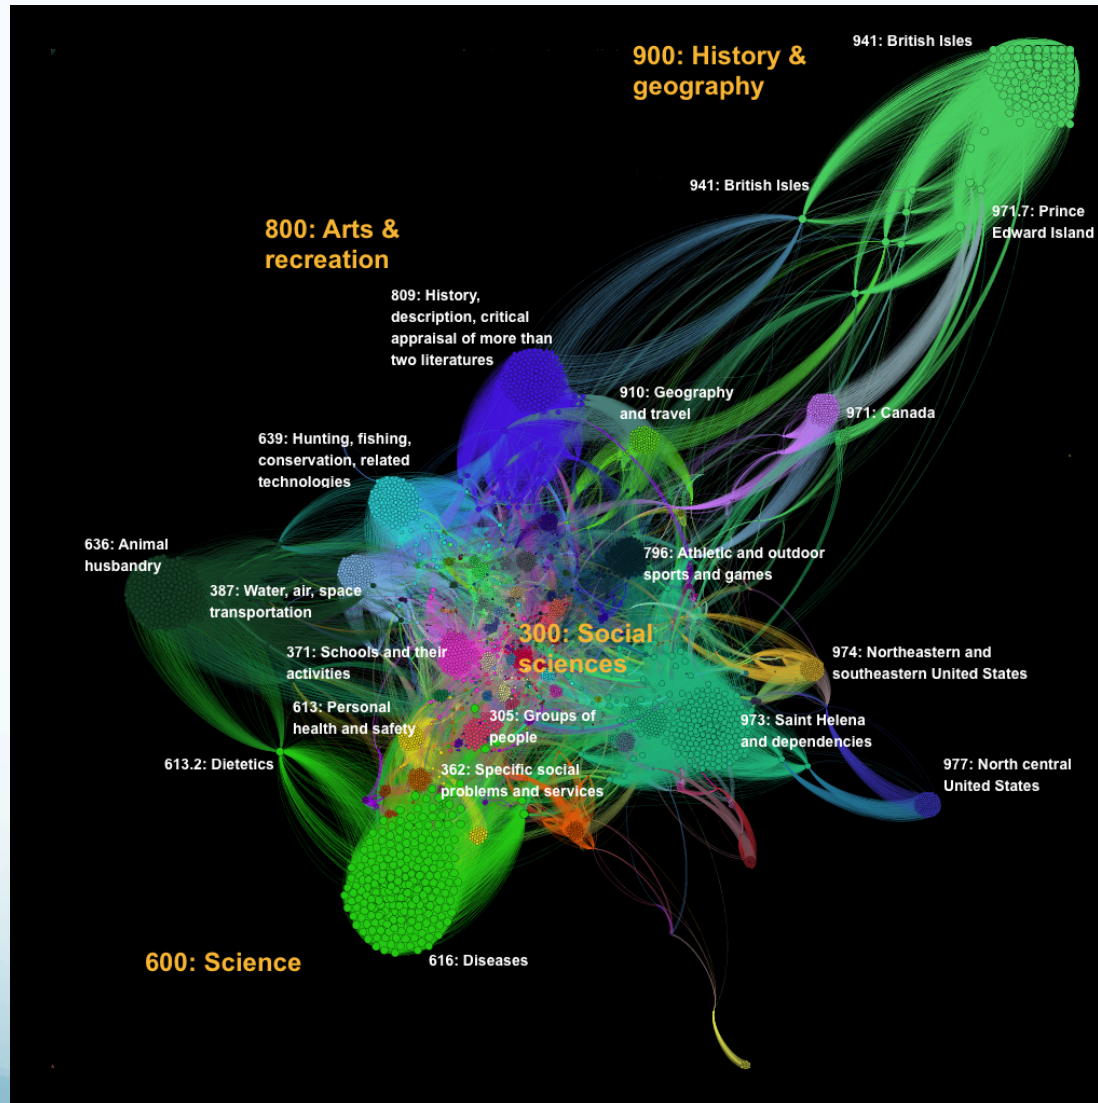 941: British Isles
900: History &
geography
941: British Isles
971.7: Prince
Edward Island
800: Arts &
recreation
809: History,
description, critical
appraisal of more than
two literatures
910: Geography
and travel
971: Canada
639: Hunting, fishing,
conservation, related
technologies
636: Animal
husbandry
796: Athletic and outdoor
sports and games
387: Water, air, space
transportation
300: Social
sciences
371: Schools and their
activities
974: Northeastern and
southeastern United States
613: Personal
health and safety
305: Groups of
people
973: Saint Helena
and dependencies
613.2: Dietetics
362: Specific social
problems and services
977: North central
United States
600: Science
616: Diseases